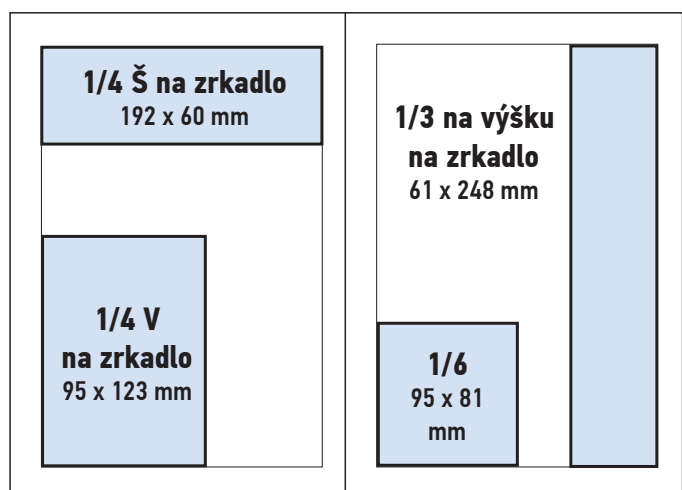 1/4 Š na zrkadlo
192 x 60 mm
1/4 V
na zrkadlo
95 x 123 mm
1/3 na výšku
na zrkadlo
61 x 248 mm
1/6
95 x 81
mm